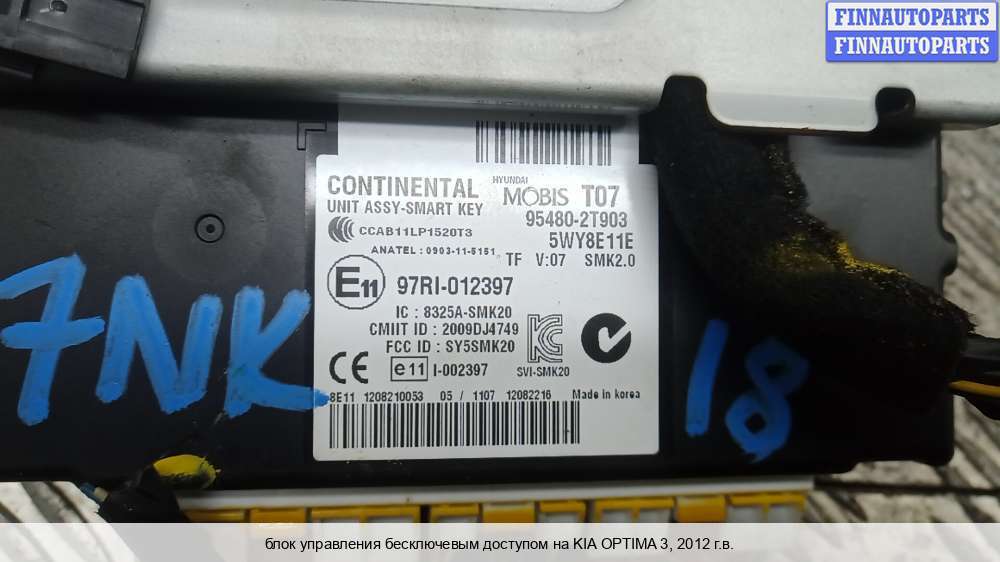 FINNAUTOPARTS
FINNAUTOPARTS
CONTINENTAL
HYUNDAI
MOBIS T07
UNIT ASSY-SMART KEY
95480-2T903
CCAB11LP1520T3
5WY8E11E
ANATEL : 0903-11-5151
TF V:07 SMK2.0
E11
97RI-012397
IC : 8325A-SMK20
CMIIT ID : 2009DJ4749
FCC ID : SY5SMK20
SVI-SMK20
CE e11 I-002397
8E11 1208210053 05 / 1107 12082216 Made in korea
7NK
18
блок управления бесключевым доступом на KIA OPTIMA 3, 2012 г.в.